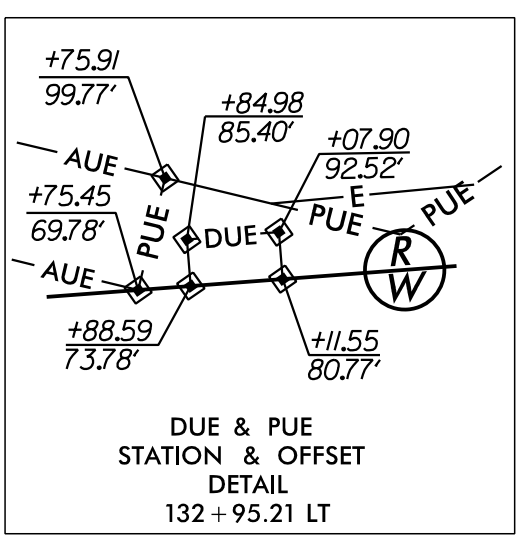 +75.91
99.77'
+84.98
85.40'
+07.90
92.52'
AUE
E
+75.45
69.78'
PUE
DUE
PUE
PUE
AUE
R
W
+88.59
73.78'
+11.55
80.77'
DUE & PUE
STATION & OFFSET
DETAIL
132+95.21 LT